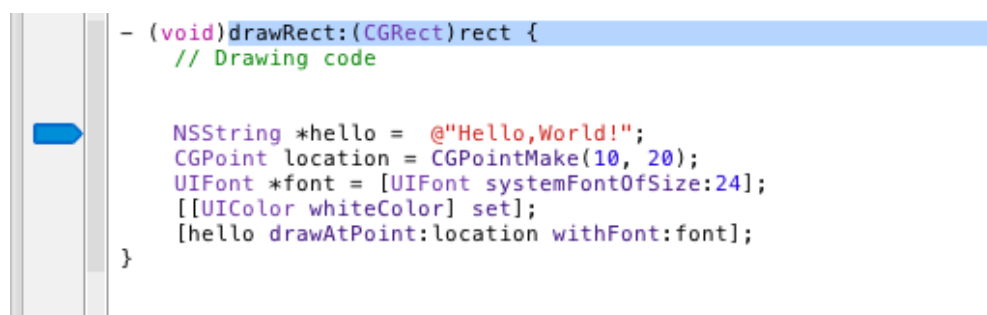 - (void)drawRect:(CGRect)rect {
// Drawing code
NSString *hello =  @"Hello,World!";
CGPoint location = CGPointMake(10, 20);
UIFont *font = [UIFont systemFontOfSize:24];
[[UIColor whiteColor] set];
[hello drawAtPoint:location withFont:font];
}